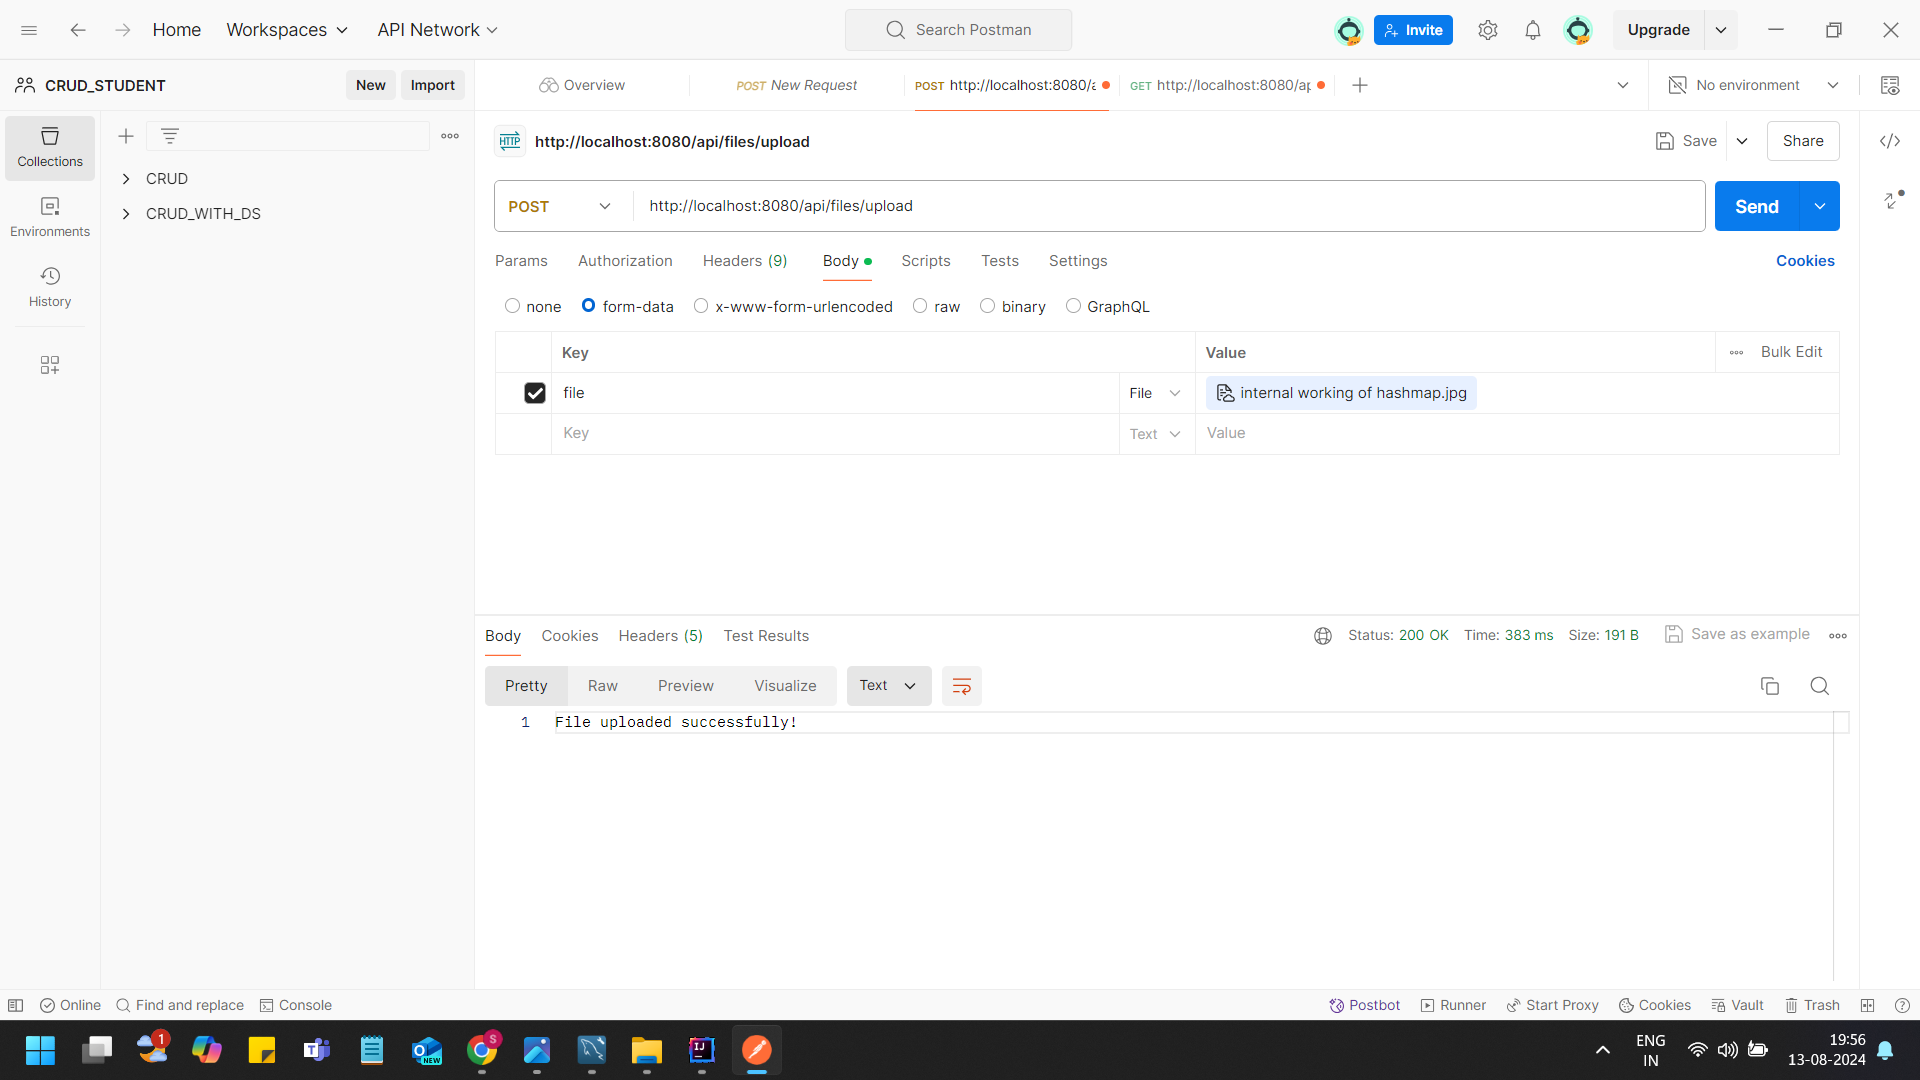 Home Workspaces API Network Search Postman Invite Upgrade
CRUD_STUDENT New Import Overview POST New Request POST http://localhost:8080/a GET http://localhost:8080/ap No environment
HTTP http://localhost:8080/api/files/upload Save Share
Collections
CRUD
CRUD_WITH_DS
POST http://localhost:8080/api/files/upload Send
Environments
Params Authorization Headers (9) Body Scripts Tests Settings Cookies
History
none form-data x-www-form-urlencoded raw binary GraphQL
Key Value Bulk Edit
file File internal working of hashmap.jpg
Key Text Value
Body Cookies Headers (5) Test Results Status: 200 OK Time: 383 ms Size: 191 B Save as example
Pretty Raw Preview Visualize Text
1 File uploaded successfully!
Online Find and replace Console Postbot Runner Start Proxy Cookies Vault Trash
1 NEW S IJ ENG 19:56
IN 13-08-2024